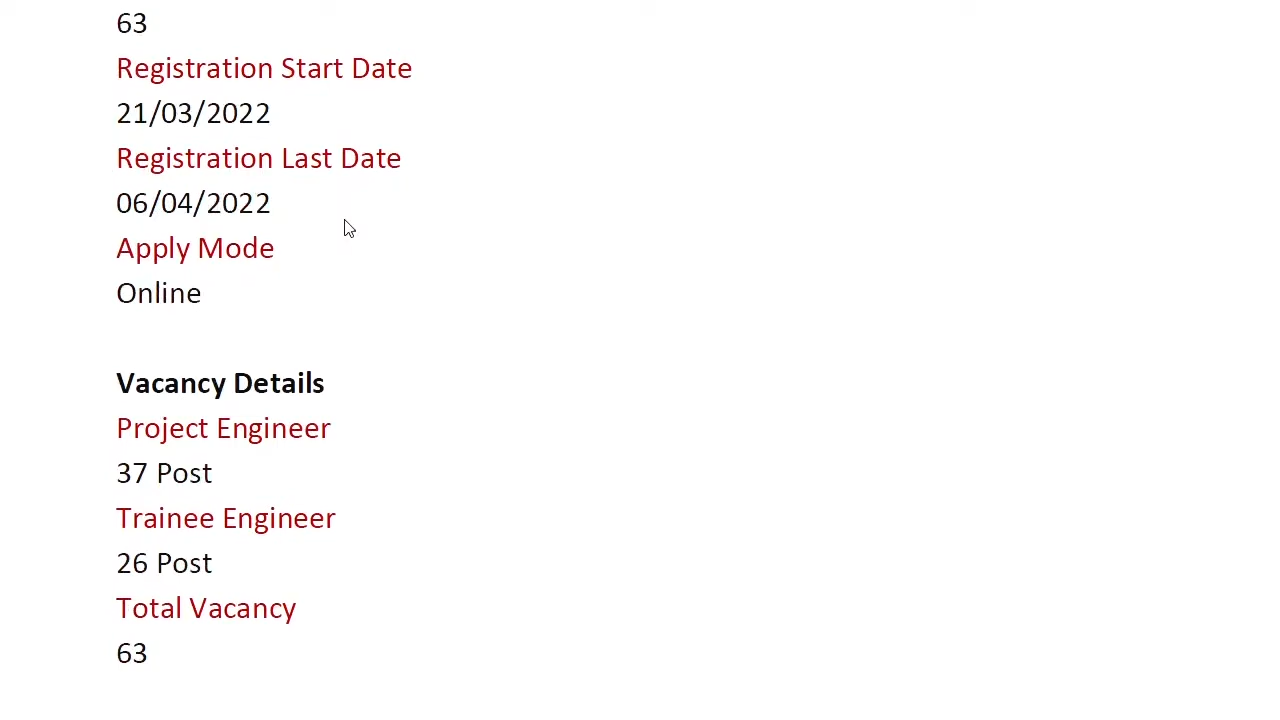 63
Registration Start Date
21/03/2022
Registration Last Date
06/04/2022
Apply Mode
Online
Vacancy Details
Project Engineer
37 Post
Trainee Engineer
26 Post
Total Vacancy
63